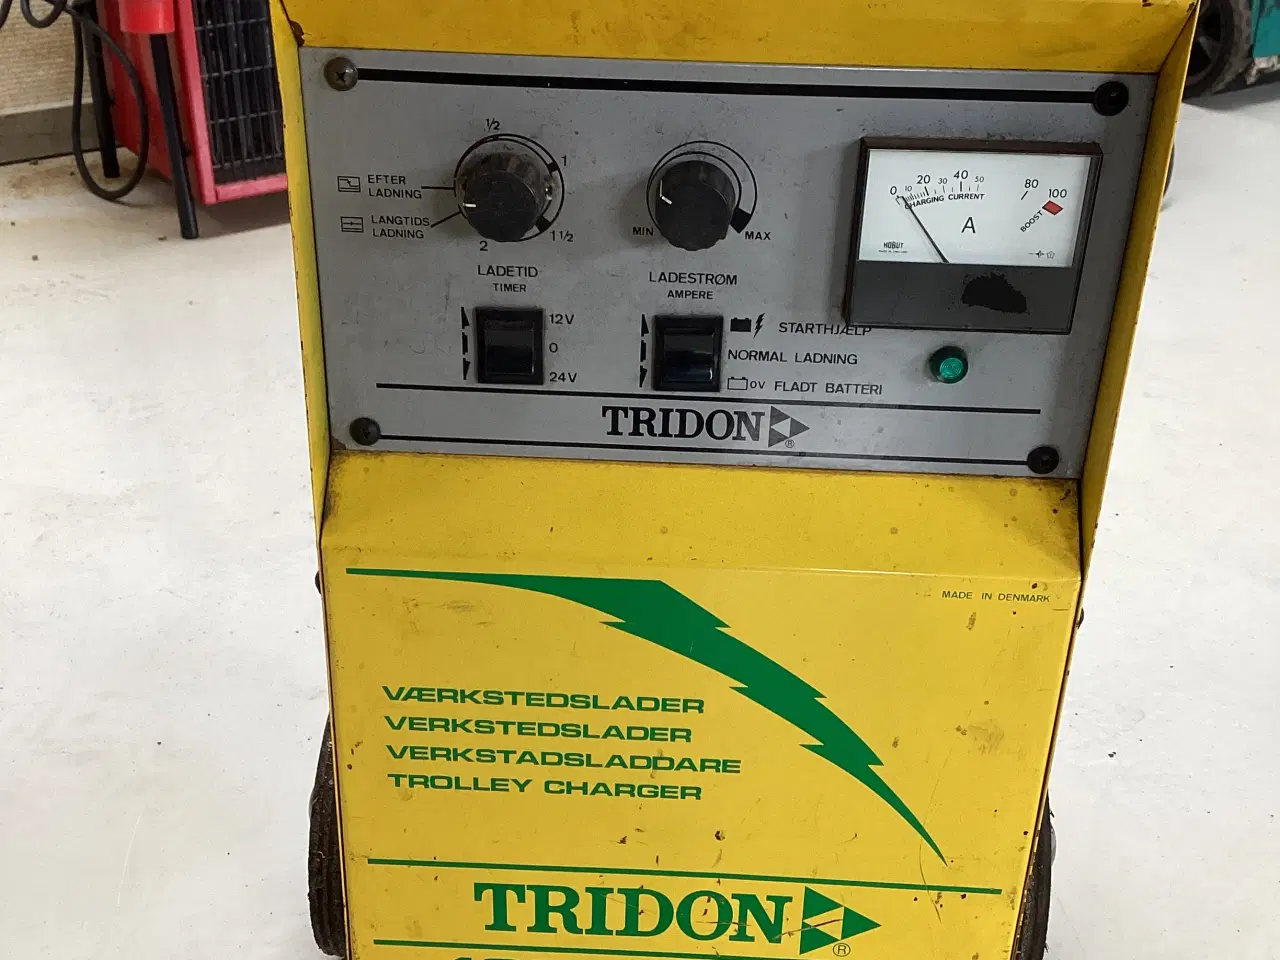 1/2
1
EFTER
LADNING
LANGTIDS
LADNING
2
1 1/2
LADETID
TIMER
MIN
MAX
LADESTRØM
AMPERE
0 10 20 30 40 50 80 100
CHARGING CURRENT
BOOST
A
HOBUT
12V
0
24V
STARTHJÆLP
NORMAL LADNING
0V FLADT BATTERI
TRIDON
®
MADE IN DENMARK
VÆRKSTEDSLADER
VERKSTEDSLADER
VERKSTADSLADDARE
TROLLEY CHARGER
TRIDON
®